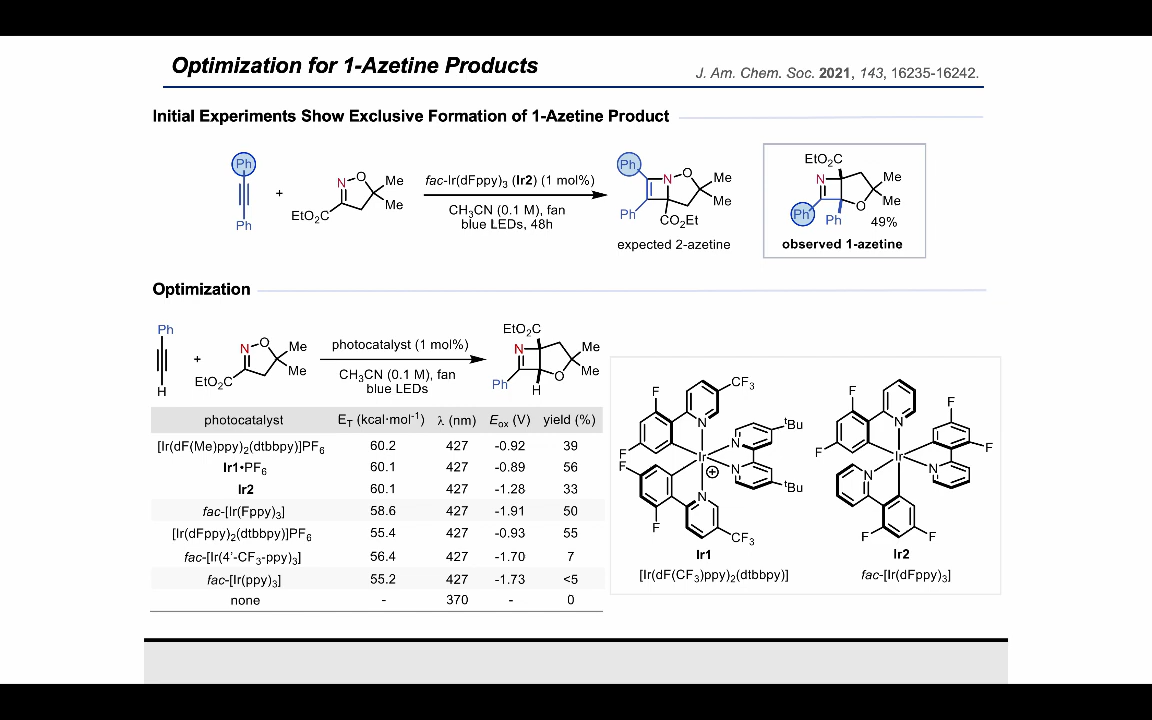 Optimization for 1-Azetine Products
J. Am. Chem. Soc. 2021, 143, 16235-16242.
Initial Experiments Show Exclusive Formation of 1-Azetine Product
Ph
Ph
+
N
O
Me
Me
EtO₂C
fac-Ir(dFppy)₃ (Ir2) (1 mol%)
CH₃CN (0.1 M), fan
blue LEDs, 48h
Ph
N
O
Me
Me
Ph
CO₂Et
expected 2-azetine
EtO₂C
N
Me
Me
O
Ph
Ph
49%
observed 1-azetine
Optimization
Ph
H
+
N
O
Me
Me
EtO₂C
photocatalyst (1 mol%)
CH₃CN (0.1 M), fan
blue LEDs
EtO₂C
N
Me
Me
O
Ph
H
photocatalyst E_T (kcal·mol⁻¹) λ (nm) E_ox (V) yield (%)
[Ir(dF(Me)ppy)₂(dtbbpy)]PF₆ 60.2 427 -0.92 39
Ir1•PF₆ 60.1 427 -0.89 56
Ir2 60.1 427 -1.28 33
fac-[Ir(Fppy)₃] 58.6 427 -1.91 50
[Ir(dFppy)₂(dtbbpy)]PF₆ 55.4 427 -0.93 55
fac-[Ir(4'-CF₃-ppy)₃] 56.4 427 -1.70 7
fac-[Ir(ppy)₃] 55.2 427 -1.73 <5
none - 370 - 0
F
CF₃
N
F
N
ᵗBu
Ir
F
N
N
ᵗBu
F
CF₃
Ir1
[Ir(dF(CF₃)ppy)₂(dtbbpy)]
F
F
N
F
F
Ir
N
N
F
F
Ir2
fac-[Ir(dFppy)₃]